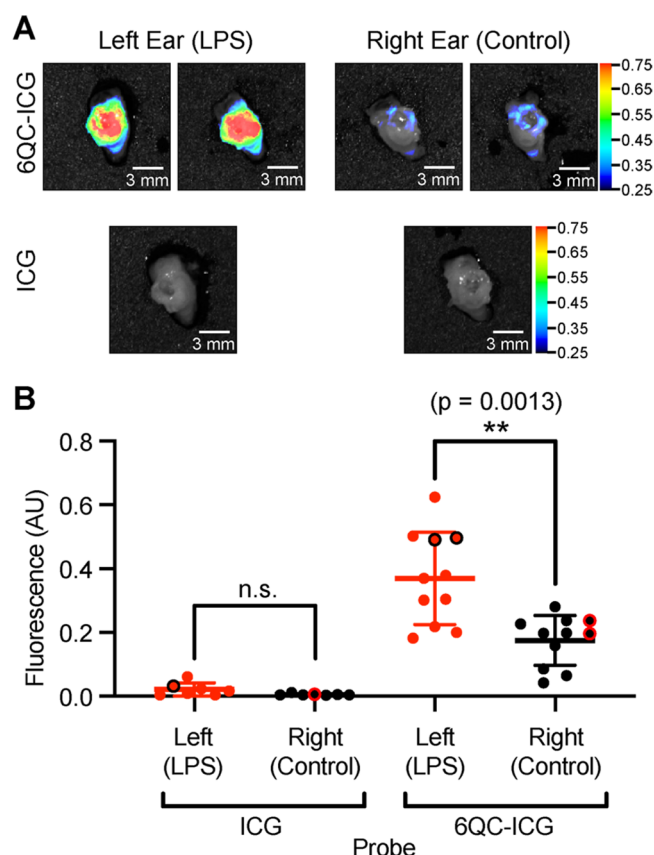 A
Left Ear (LPS)
Right Ear (Control)
6QC-ICG
3 mm
3 mm
3 mm
3 mm
0.75
0.65
0.55
0.45
0.35
0.25
ICG
3 mm
3 mm
0.75
0.65
0.55
0.45
0.35
0.25
B
(p = 0.0013)
**
n.s.
Fluorescence (AU)
0.8
0.6
0.4
0.2
0.0
Left
(LPS)
Right
(Control)
Left
(LPS)
Right
(Control)
ICG
6QC-ICG
Probe